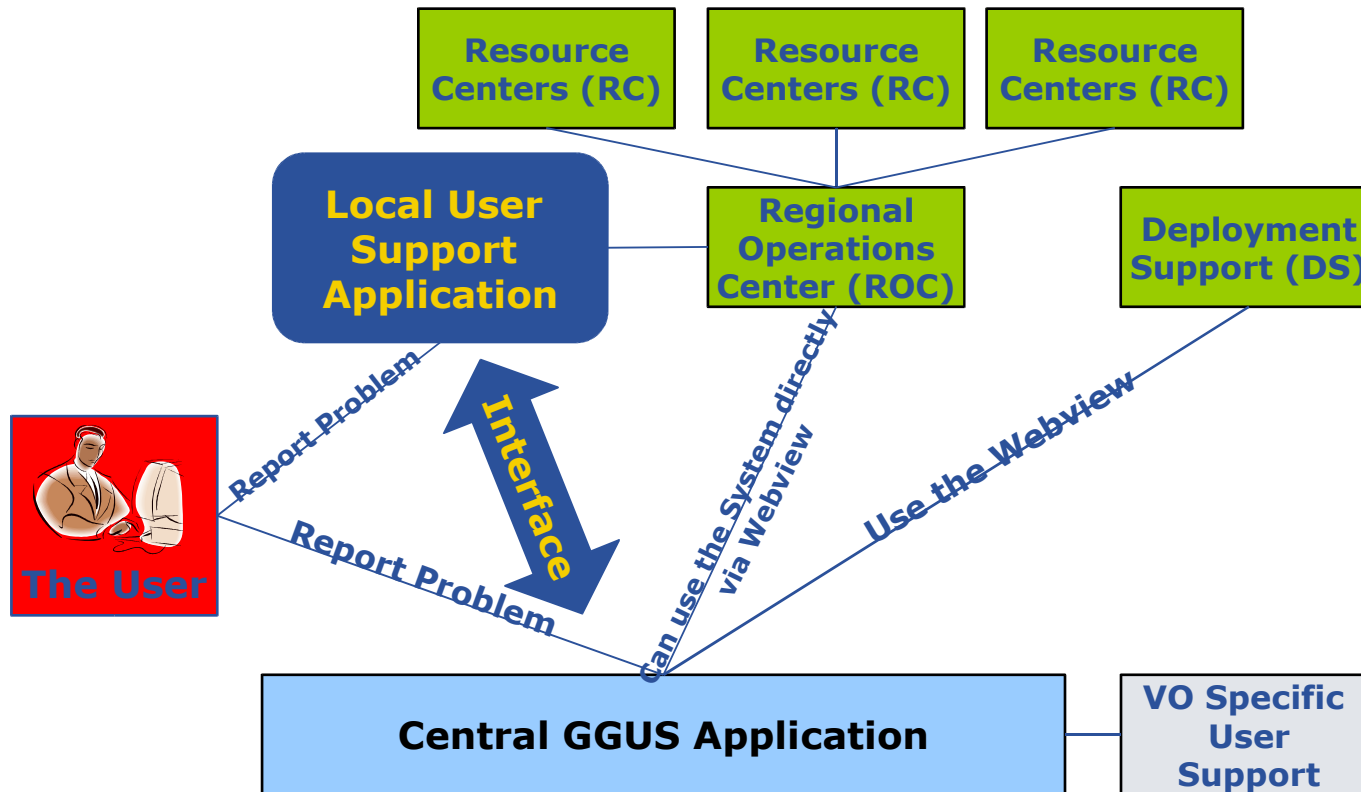 Resource
Centers (RC)
Resource
Centers (RC)
Resource
Centers (RC)
Local User
Support
Application
Regional
Operations
Center (ROC)
Deployment
Support (DS)
Report Problem
Interface
Can use the System directly
via Webview
Use the Webview
The User
Report Problem
Central GGUS Application
VO Specific
User
Support